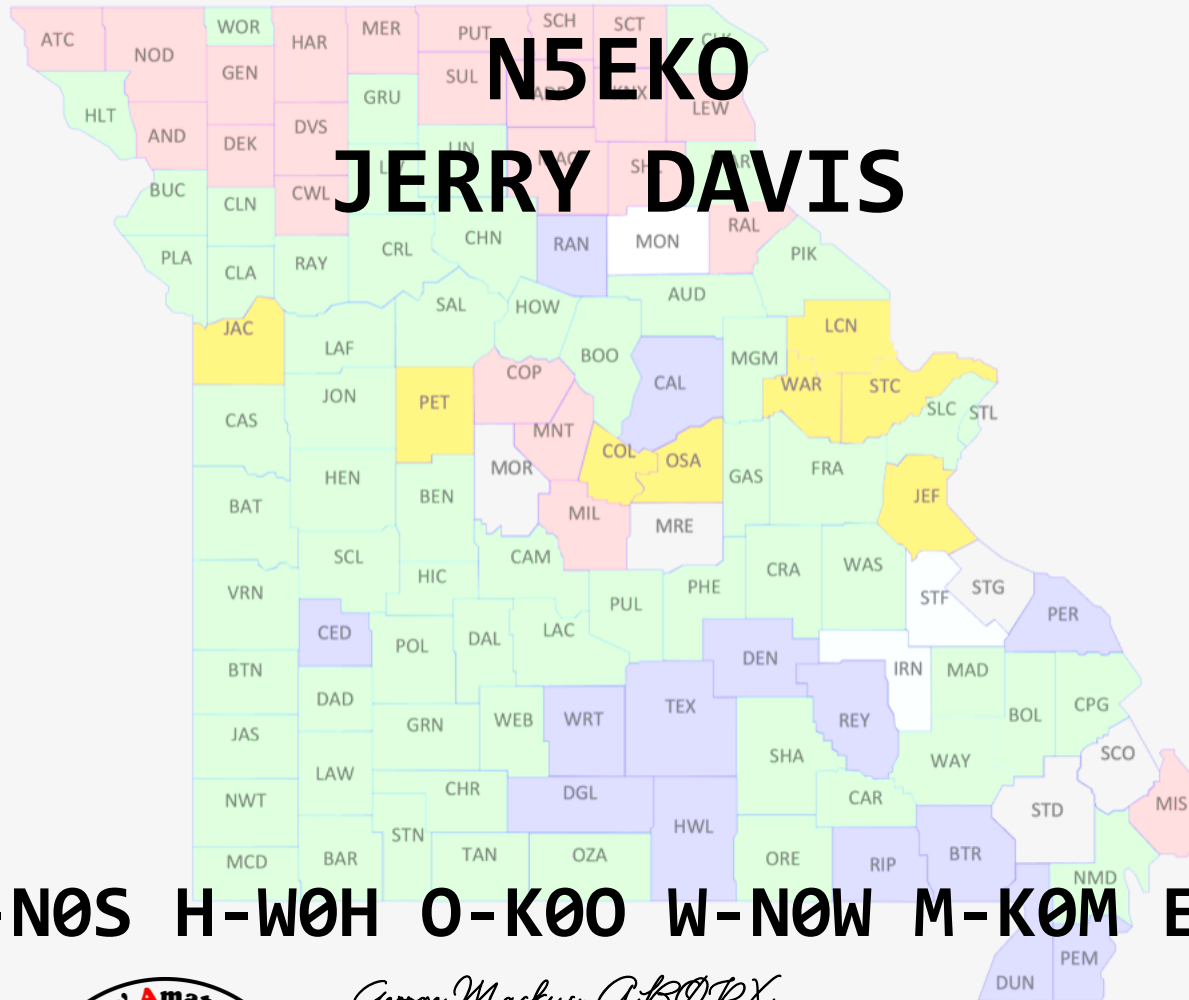 WOR MER SCH SCT
ATC HAR PUT
NOD N5EKO
GEN SUL
GRU LEW
HLT DVS
AND DEK LIN
JERRY DAVIS
BUC CWL
CLN RAL
CHN RAN MON
PLA CLA RAY CRL PIK
SAL HOW AUD
JAC LCN
LAF BOO MGM
COP CAL WAR STC
JON PET SLC STL
CAS MNT
COL OSA
MOR FRA
HEN BEN GAS JEF
BAT MIL MRE
SCL CAM CRA WAS
HIC PHE STG
VRN PUL STF
PER
CED POL DAL LAC
DEN
BTN IRN MAD
DAD
GRN WEB WRT TEX REY BOL CPG
JAS
SHA WAY SCO
LAW
NWT CHR DGL CAR MIS
STD
STN HWL
MCD BAR TAN OZA ORE RIP BTR
NMD
-N0S H-W0H O-K0O W-N0W M-K0M E
PEM
DUN